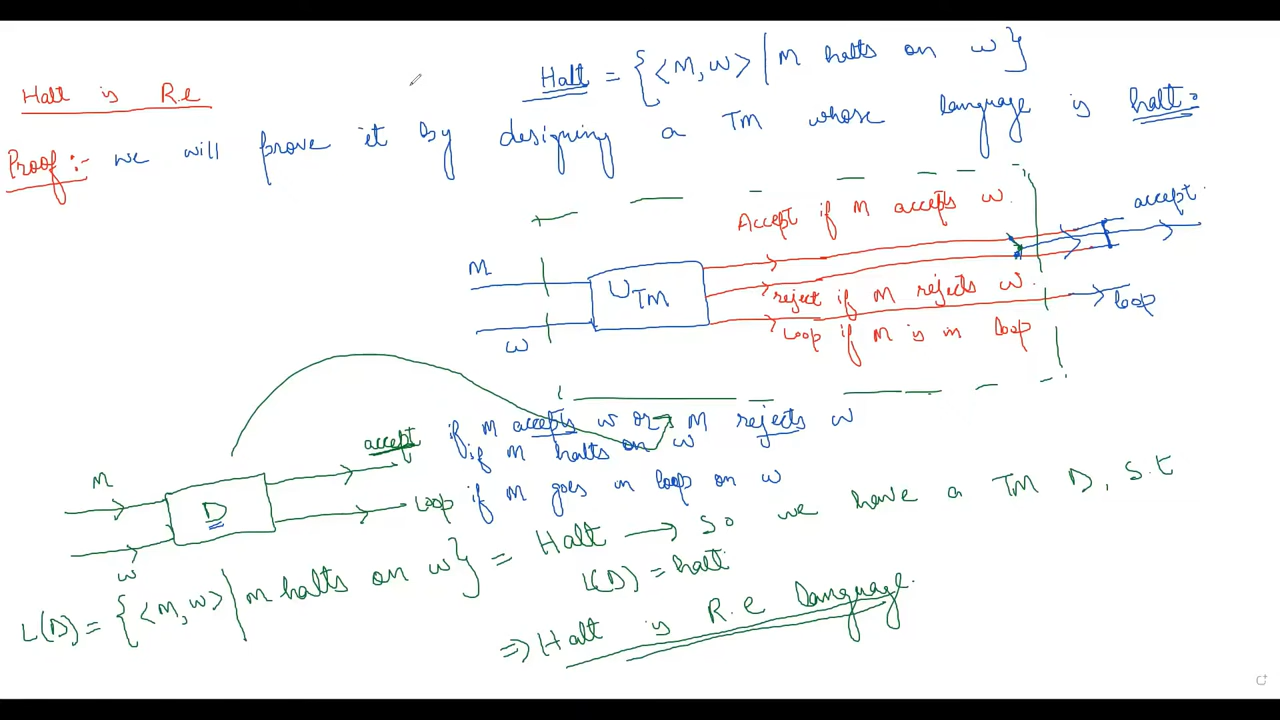 Halt is R.e
Halt = {<M, w> | M halts on w}
Proof :- we will prove it by designing a TM whose language is halt.
Accept if M accepts w.
accept.
M
U TM
reject if M rejects w.
loop
w
Loop if M is in loop
accept if M accepts w or M rejects w
if M halts on w
M
D
Loop if M goes in loop on w
w
L(D) = {<M, w> | M halts on w} = Halt → So we have a TM D, s.t
L(D) = halt
⇒ Halt is R.e Language.